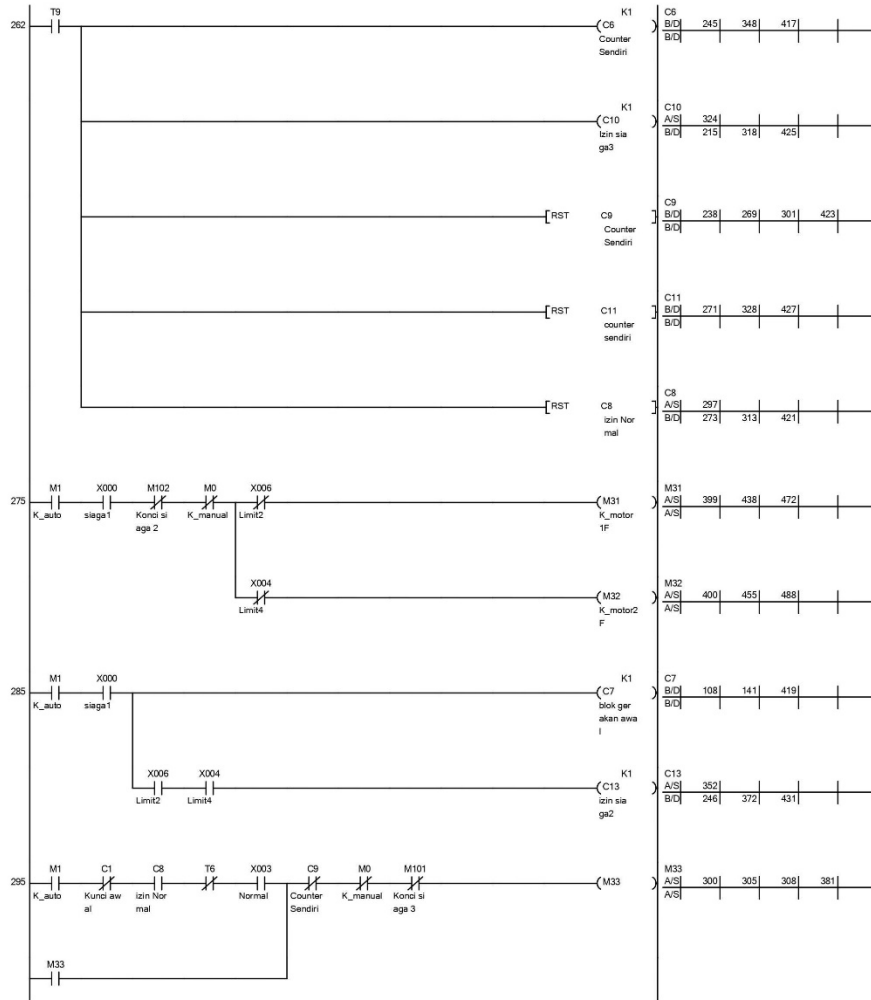 T9 K1 C6
262 C6 B/D 245 348 417
Counter B/D
Sendiri
K1 C10
C10 A/S 324
Izin sia B/D 215 318 425
ga3
C9
RST C9 B/D 238 269 301 423
Counter B/D
Sendiri
C11
RST C11 B/D 271 328 427
counter B/D
sendiri
C8
RST C8 A/S 297
izin Nor B/D 273 313 421
mal
M1 X000 M102 M0 X006 M31
275 M31 A/S 399 438 472
K_auto siaga1 Konci si K_manual Limit2 K_motor A/S
aga 2 1F
X004 M32
M32 A/S 400 455 488
Limit4 K_motor2 A/S
F
M1 X000 K1 C7
285 C7 B/D 108 141 419
K_auto siaga1 blok ger B/D
akan awa
l
X006 X004 K1 C13
C13 A/S 352
Limit2 Limit4 izin sia B/D 246 372 431
ga2
M1 C1 C8 T6 X003 C9 M0 M101 M33
295 M33 A/S 300 305 308 381
K_auto Kunci aw izin Nor Normal Counter K_manual Konci si A/S
al mal Sendiri aga 3
M33